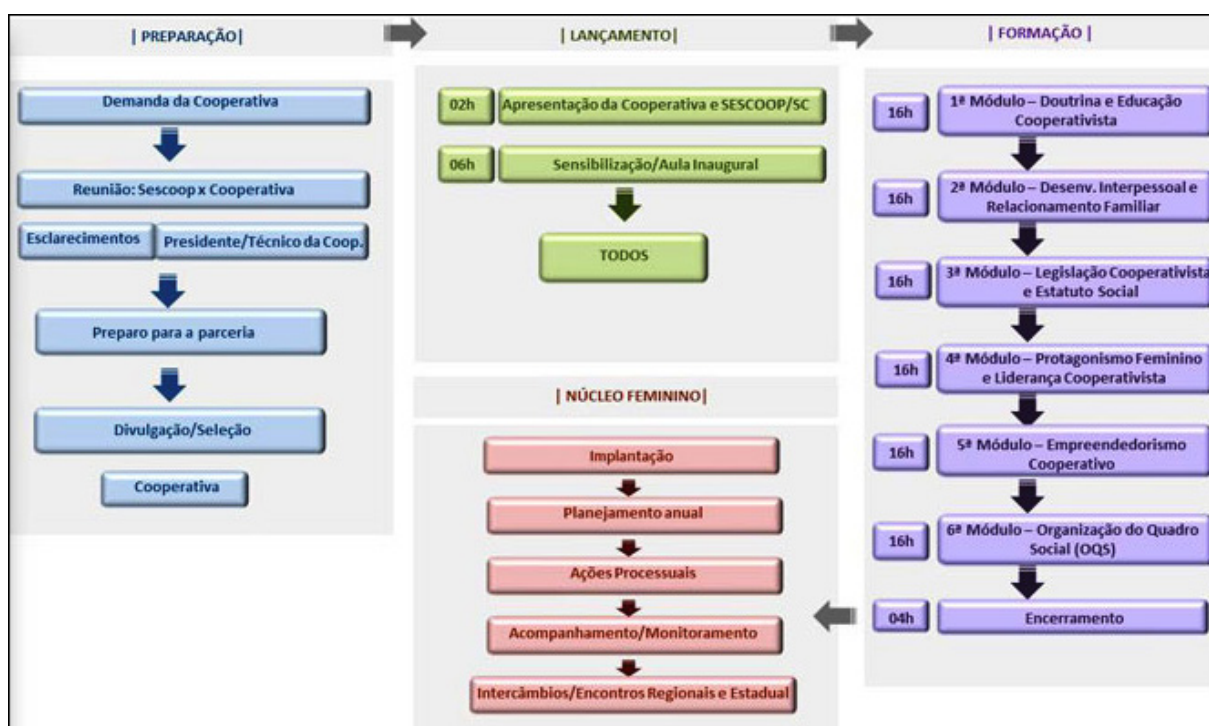 | PREPARAÇÃO|
Demanda da Cooperativa
Reunião: Sescoop x Cooperativa
Esclarecimentos
Presidente/Técnico da Coop.
Preparo para a parceria
Divulgação/Seleção
Cooperativa
| LANÇAMENTO|
02h
Apresentação da Cooperativa e SESCOOP/SC
06h
Sensibilização/Aula Inaugural
TODOS
| FORMAÇÃO |
16h
1ª Módulo – Doutrina e Educação
Cooperativista
16h
2ª Módulo – Desenv. Interpessoal e
Relacionamento Familiar
16h
3ª Módulo – Legislação Cooperativista
e Estatuto Social
16h
4ª Módulo – Protagonismo Feminino
e Liderança Cooperativista
16h
5ª Módulo – Empreendedorismo
Cooperativo
16h
6ª Módulo – Organização do Quadro
Social (OQS)
04h
Encerramento
| NÚCLEO FEMININO|
Implantação
Planejamento anual
Ações Processuais
Acompanhamento/Monitoramento
Intercâmbios/Encontros Regionais e Estadual